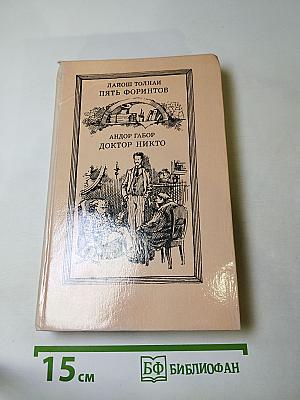 ЛАЙОШ ТОЛНАИ
ПЯТЬ ФОРИНТОВ
АНДОР ГАБОР
ДОКТОР НИКТО
15 см
БФ БИБЛИОФАН